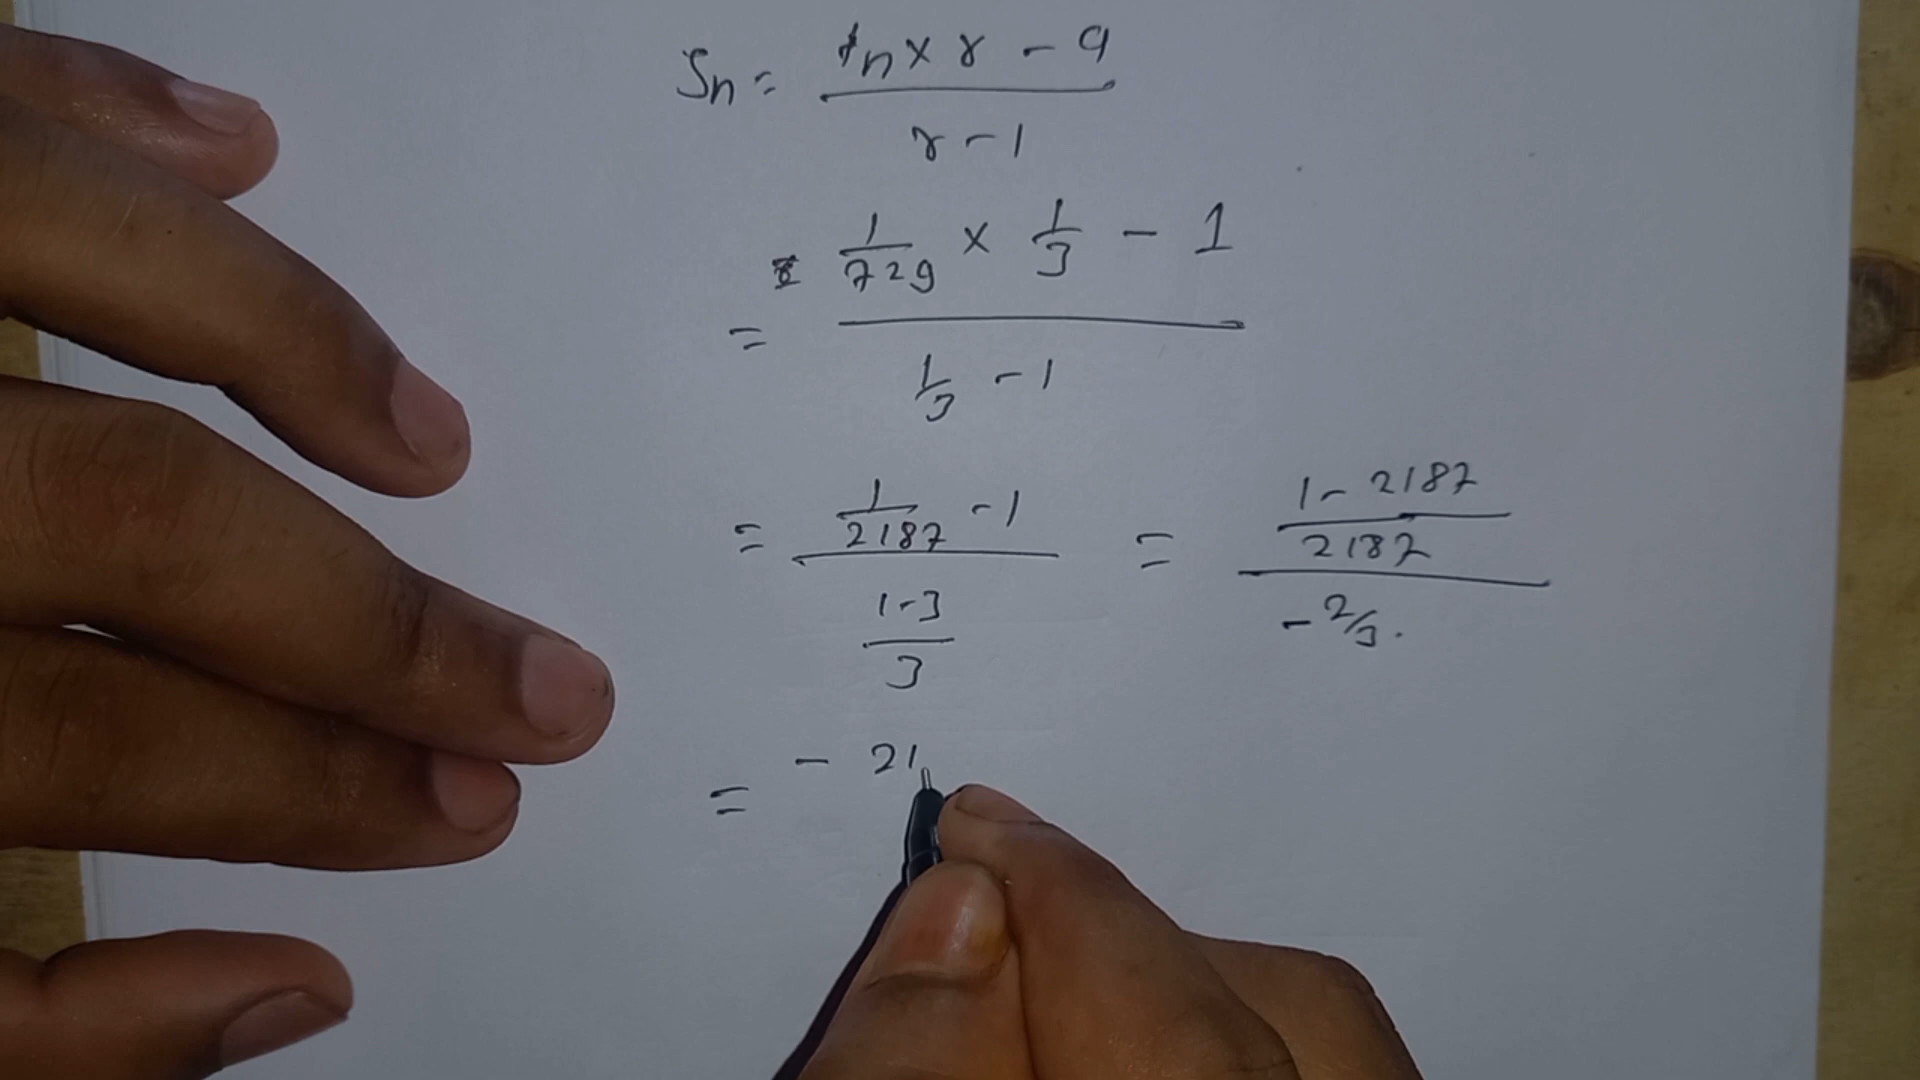 Sn = tn × r - a
r - 1
1/729 × 1/3 - 1
=
1/3 - 1
= 1/2187 - 1 = 1 - 2187
2187
1-3 - 2/3.
3
= - 21